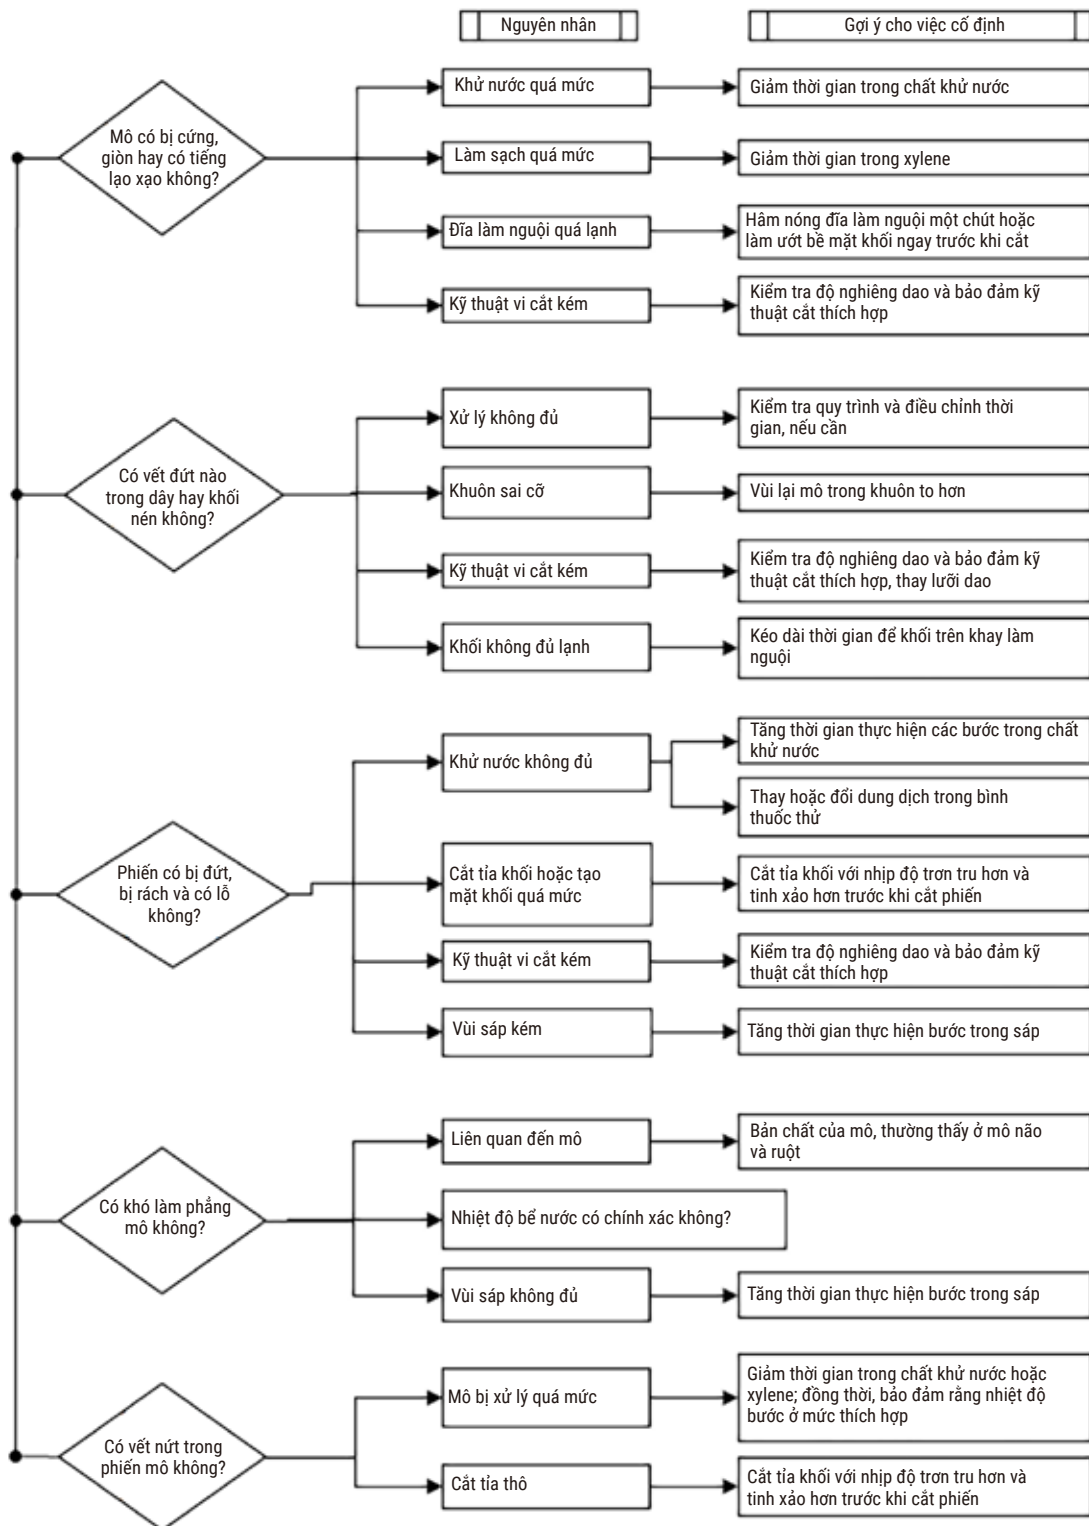 Nguyên nhân
Gợi ý cho việc cố định
Mô có bị cứng,
giòn hay có tiếng
lạo xạo không?
Khử nước quá mức
Giảm thời gian trong chất khử nước
Làm sạch quá mức
Giảm thời gian trong xylene
Đĩa làm nguội quá lạnh
Hâm nóng đĩa làm nguội một chút hoặc
làm ướt bề mặt khối ngay trước khi cắt
Kỹ thuật vi cắt kém
Kiểm tra độ nghiêng dao và bảo đảm kỹ
thuật cắt thích hợp
Có vết đứt nào
trong dây hay khối
nén không?
Xử lý không đủ
Kiểm tra quy trình và điều chỉnh thời
gian, nếu cần
Khuôn sai cỡ
Vùi lại mô trong khuôn to hơn
Kỹ thuật vi cắt kém
Kiểm tra độ nghiêng dao và bảo đảm kỹ
thuật cắt thích hợp, thay lưỡi dao
Khối không đủ lạnh
Kéo dài thời gian để khối trên khay làm
nguội
Phiến có bị đứt,
bị rách và có lỗ
không?
Khử nước không đủ
Tăng thời gian thực hiện các bước trong chất
khử nước
Thay hoặc đổi dung dịch trong bình
thuốc thử
Cắt tỉa khối hoặc tạo
mặt khối quá mức
Cắt tỉa khối với nhịp độ trơn tru hơn và
tinh xảo hơn trước khi cắt phiến
Kỹ thuật vi cắt kém
Kiểm tra độ nghiêng dao và bảo đảm kỹ
thuật cắt thích hợp
Vùi sáp kém
Tăng thời gian thực hiện bước trong sáp
Có khó làm phẳng
mô không?
Liên quan đến mô
Bản chất của mô, thường thấy ở mô não
và ruột
Nhiệt độ bể nước có chính xác không?
Vùi sáp không đủ
Tăng thời gian thực hiện bước trong sáp
Có vết nứt trong
phiến mô không?
Mô bị xử lý quá mức
Giảm thời gian trong chất khử nước hoặc
xylene; đồng thời, bảo đảm rằng nhiệt độ
bước ở mức thích hợp
Cắt tỉa thô
Cắt tỉa khối với nhịp độ trơn tru hơn và
tinh xảo hơn trước khi cắt phiến